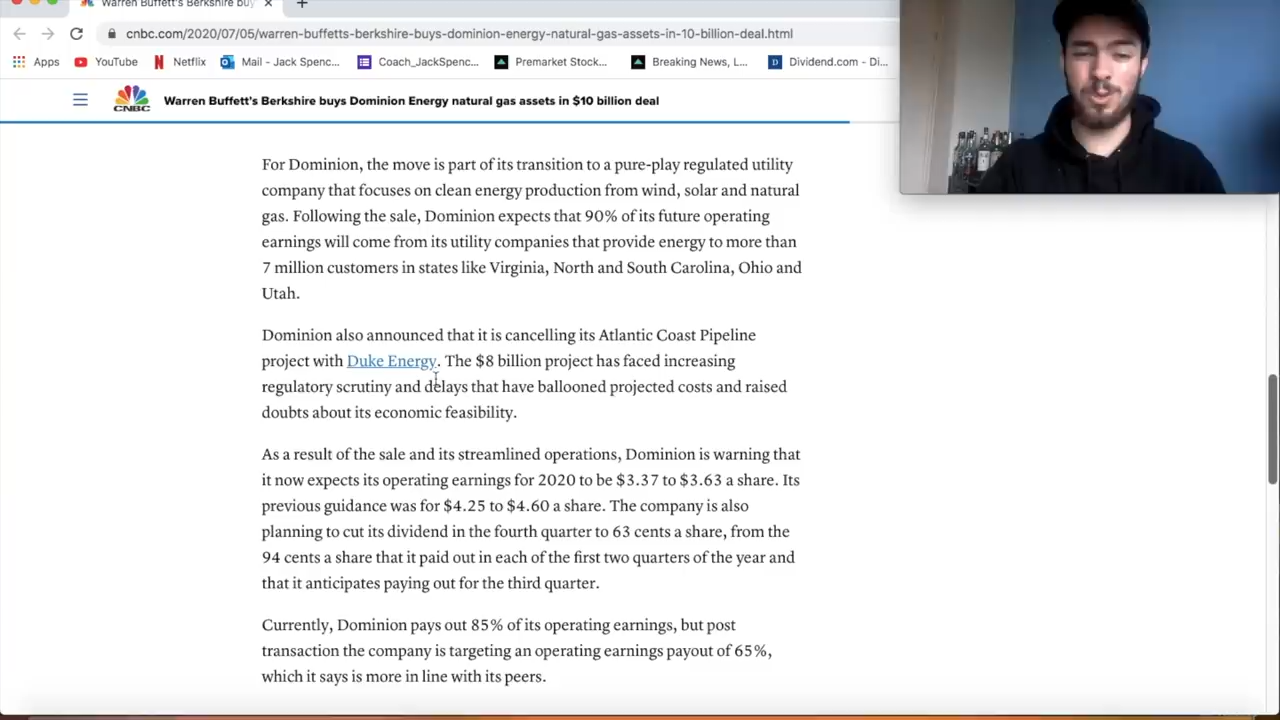 Warren Buffett's Berkshire buy
cnbc.com/2020/07/05/warren-buffetts-berkshire-buys-dominion-energy-natural-gas-assets-in-10-billion-deal.html
Apps YouTube Netflix Mail - Jack Spenc... Coach_JackSpenc... Premarket Stock... Breaking News, L... Dividend.com - Di...
CNBC Warren Buffett's Berkshire buys Dominion Energy natural gas assets in $10 billion deal
For Dominion, the move is part of its transition to a pure-play regulated utility
company that focuses on clean energy production from wind, solar and natural
gas. Following the sale, Dominion expects that 90% of its future operating
earnings will come from its utility companies that provide energy to more than
7 million customers in states like Virginia, North and South Carolina, Ohio and
Utah.
Dominion also announced that it is cancelling its Atlantic Coast Pipeline
project with Duke Energy. The $8 billion project has faced increasing
regulatory scrutiny and delays that have ballooned projected costs and raised
doubts about its economic feasibility.
As a result of the sale and its streamlined operations, Dominion is warning that
it now expects its operating earnings for 2020 to be $3.37 to $3.63 a share. Its
previous guidance was for $4.25 to $4.60 a share. The company is also
planning to cut its dividend in the fourth quarter to 63 cents a share, from the
94 cents a share that it paid out in each of the first two quarters of the year and
that it anticipates paying out for the third quarter.
Currently, Dominion pays out 85% of its operating earnings, but post
transaction the company is targeting an operating earnings payout of 65%,
which it says is more in line with its peers.